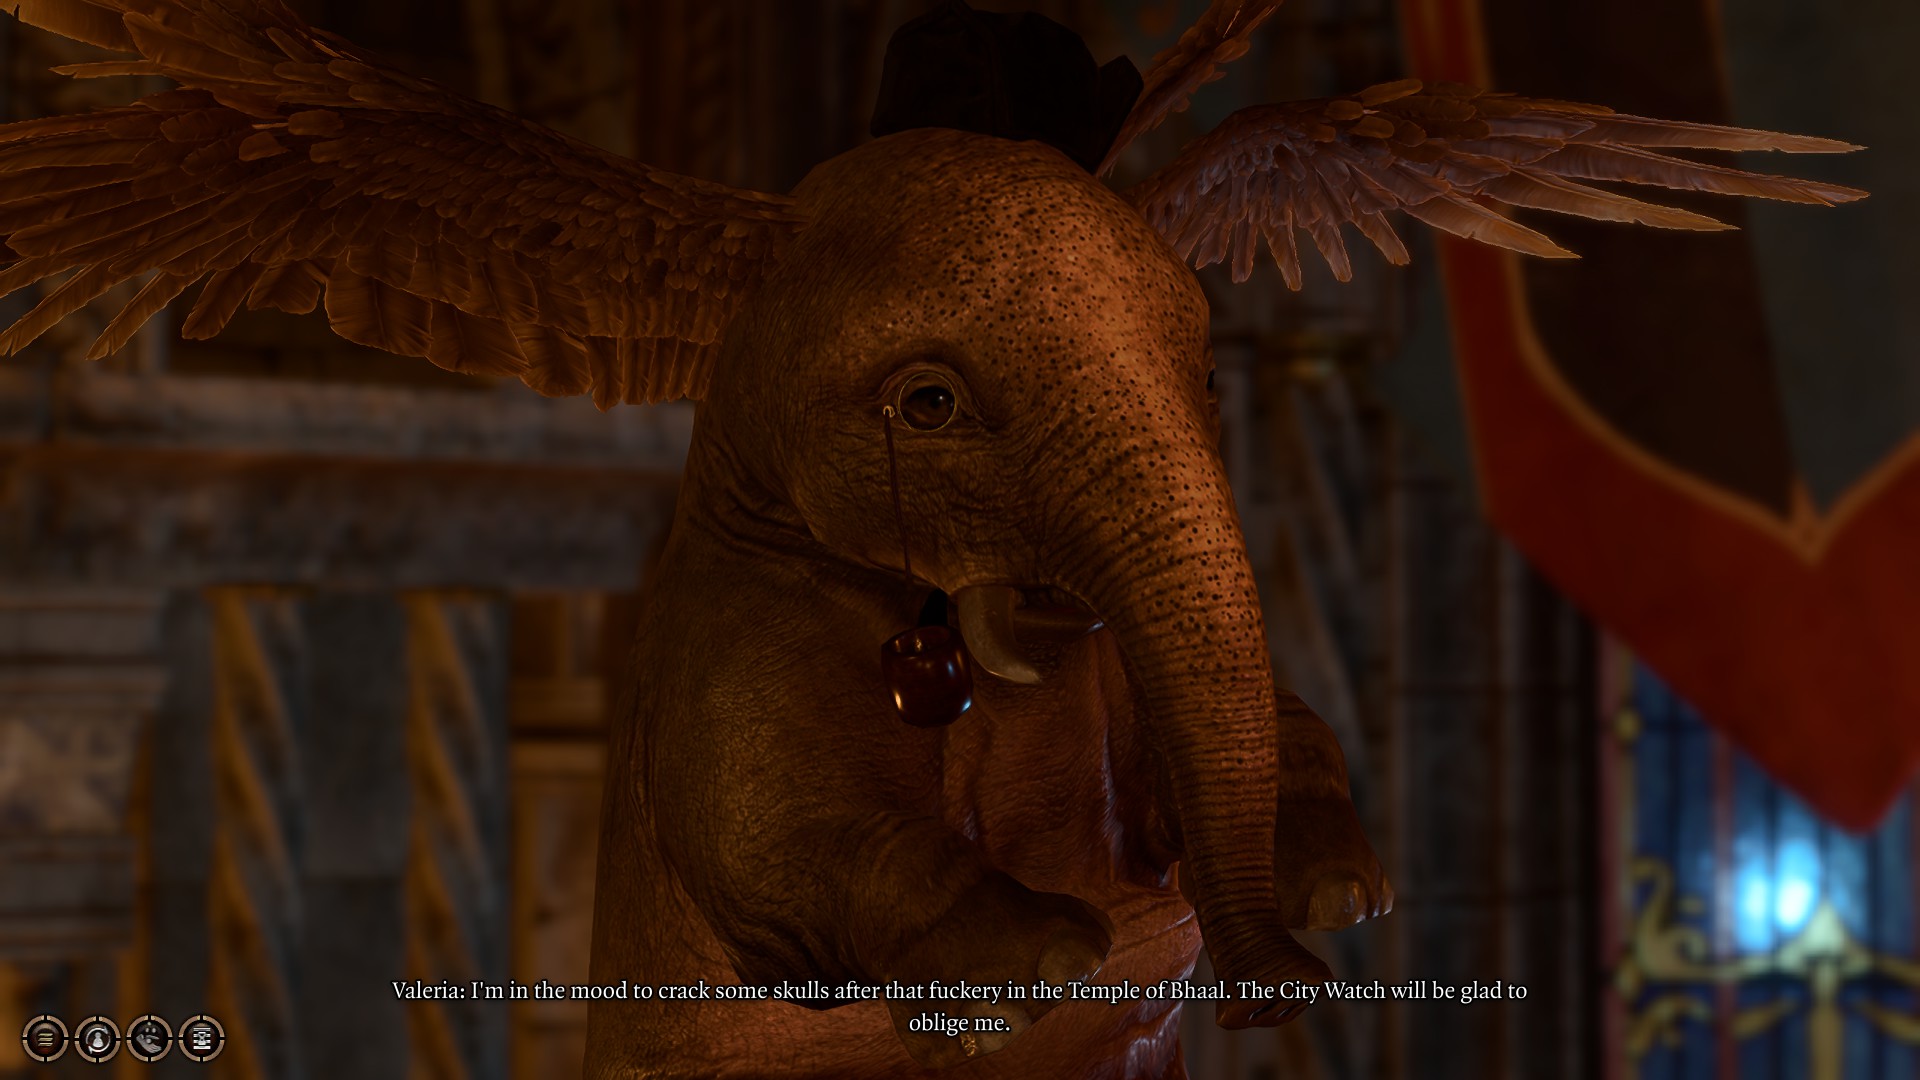 Valeria: I'm in the mood to crack some skulls after that fuckery in the Temple of Bhaal. The City Watch will be glad to
oblige me.